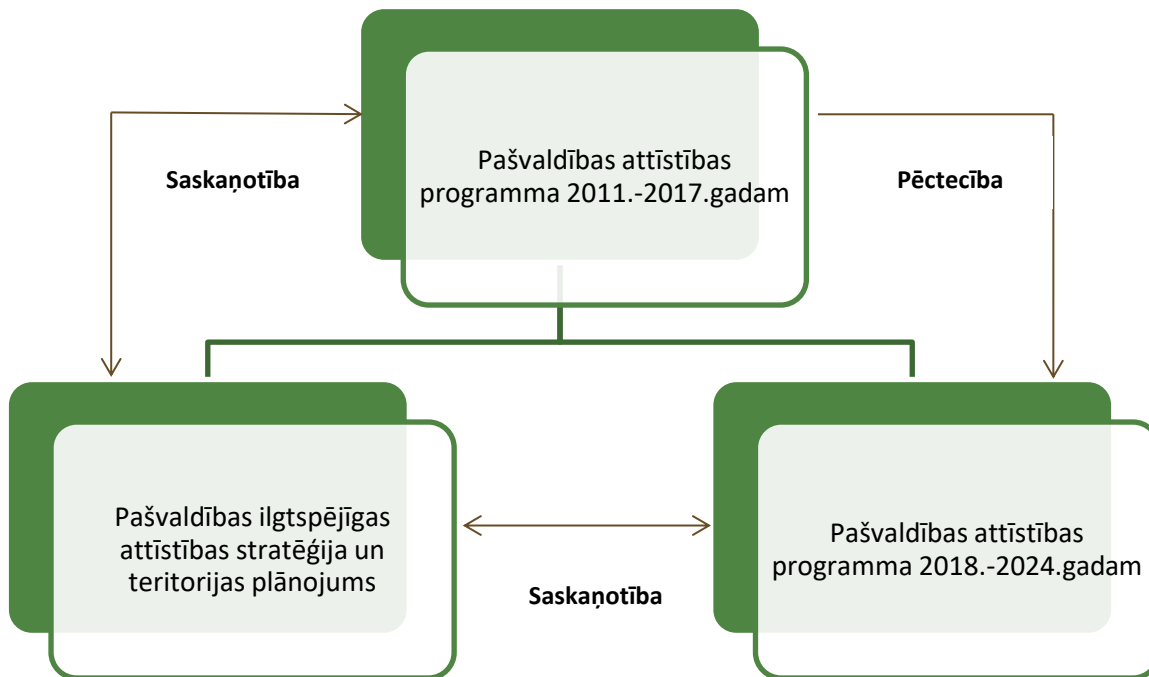 Pašvaldības attīstības
programma 2011.-2017.gadam
Saskaņotība
Pēctecība
Pašvaldības ilgtspējīgas
attīstības stratēģija un
teritorijas plānojums
Saskaņotība
Pašvaldības attīstības
programma 2018.-2024.gadam